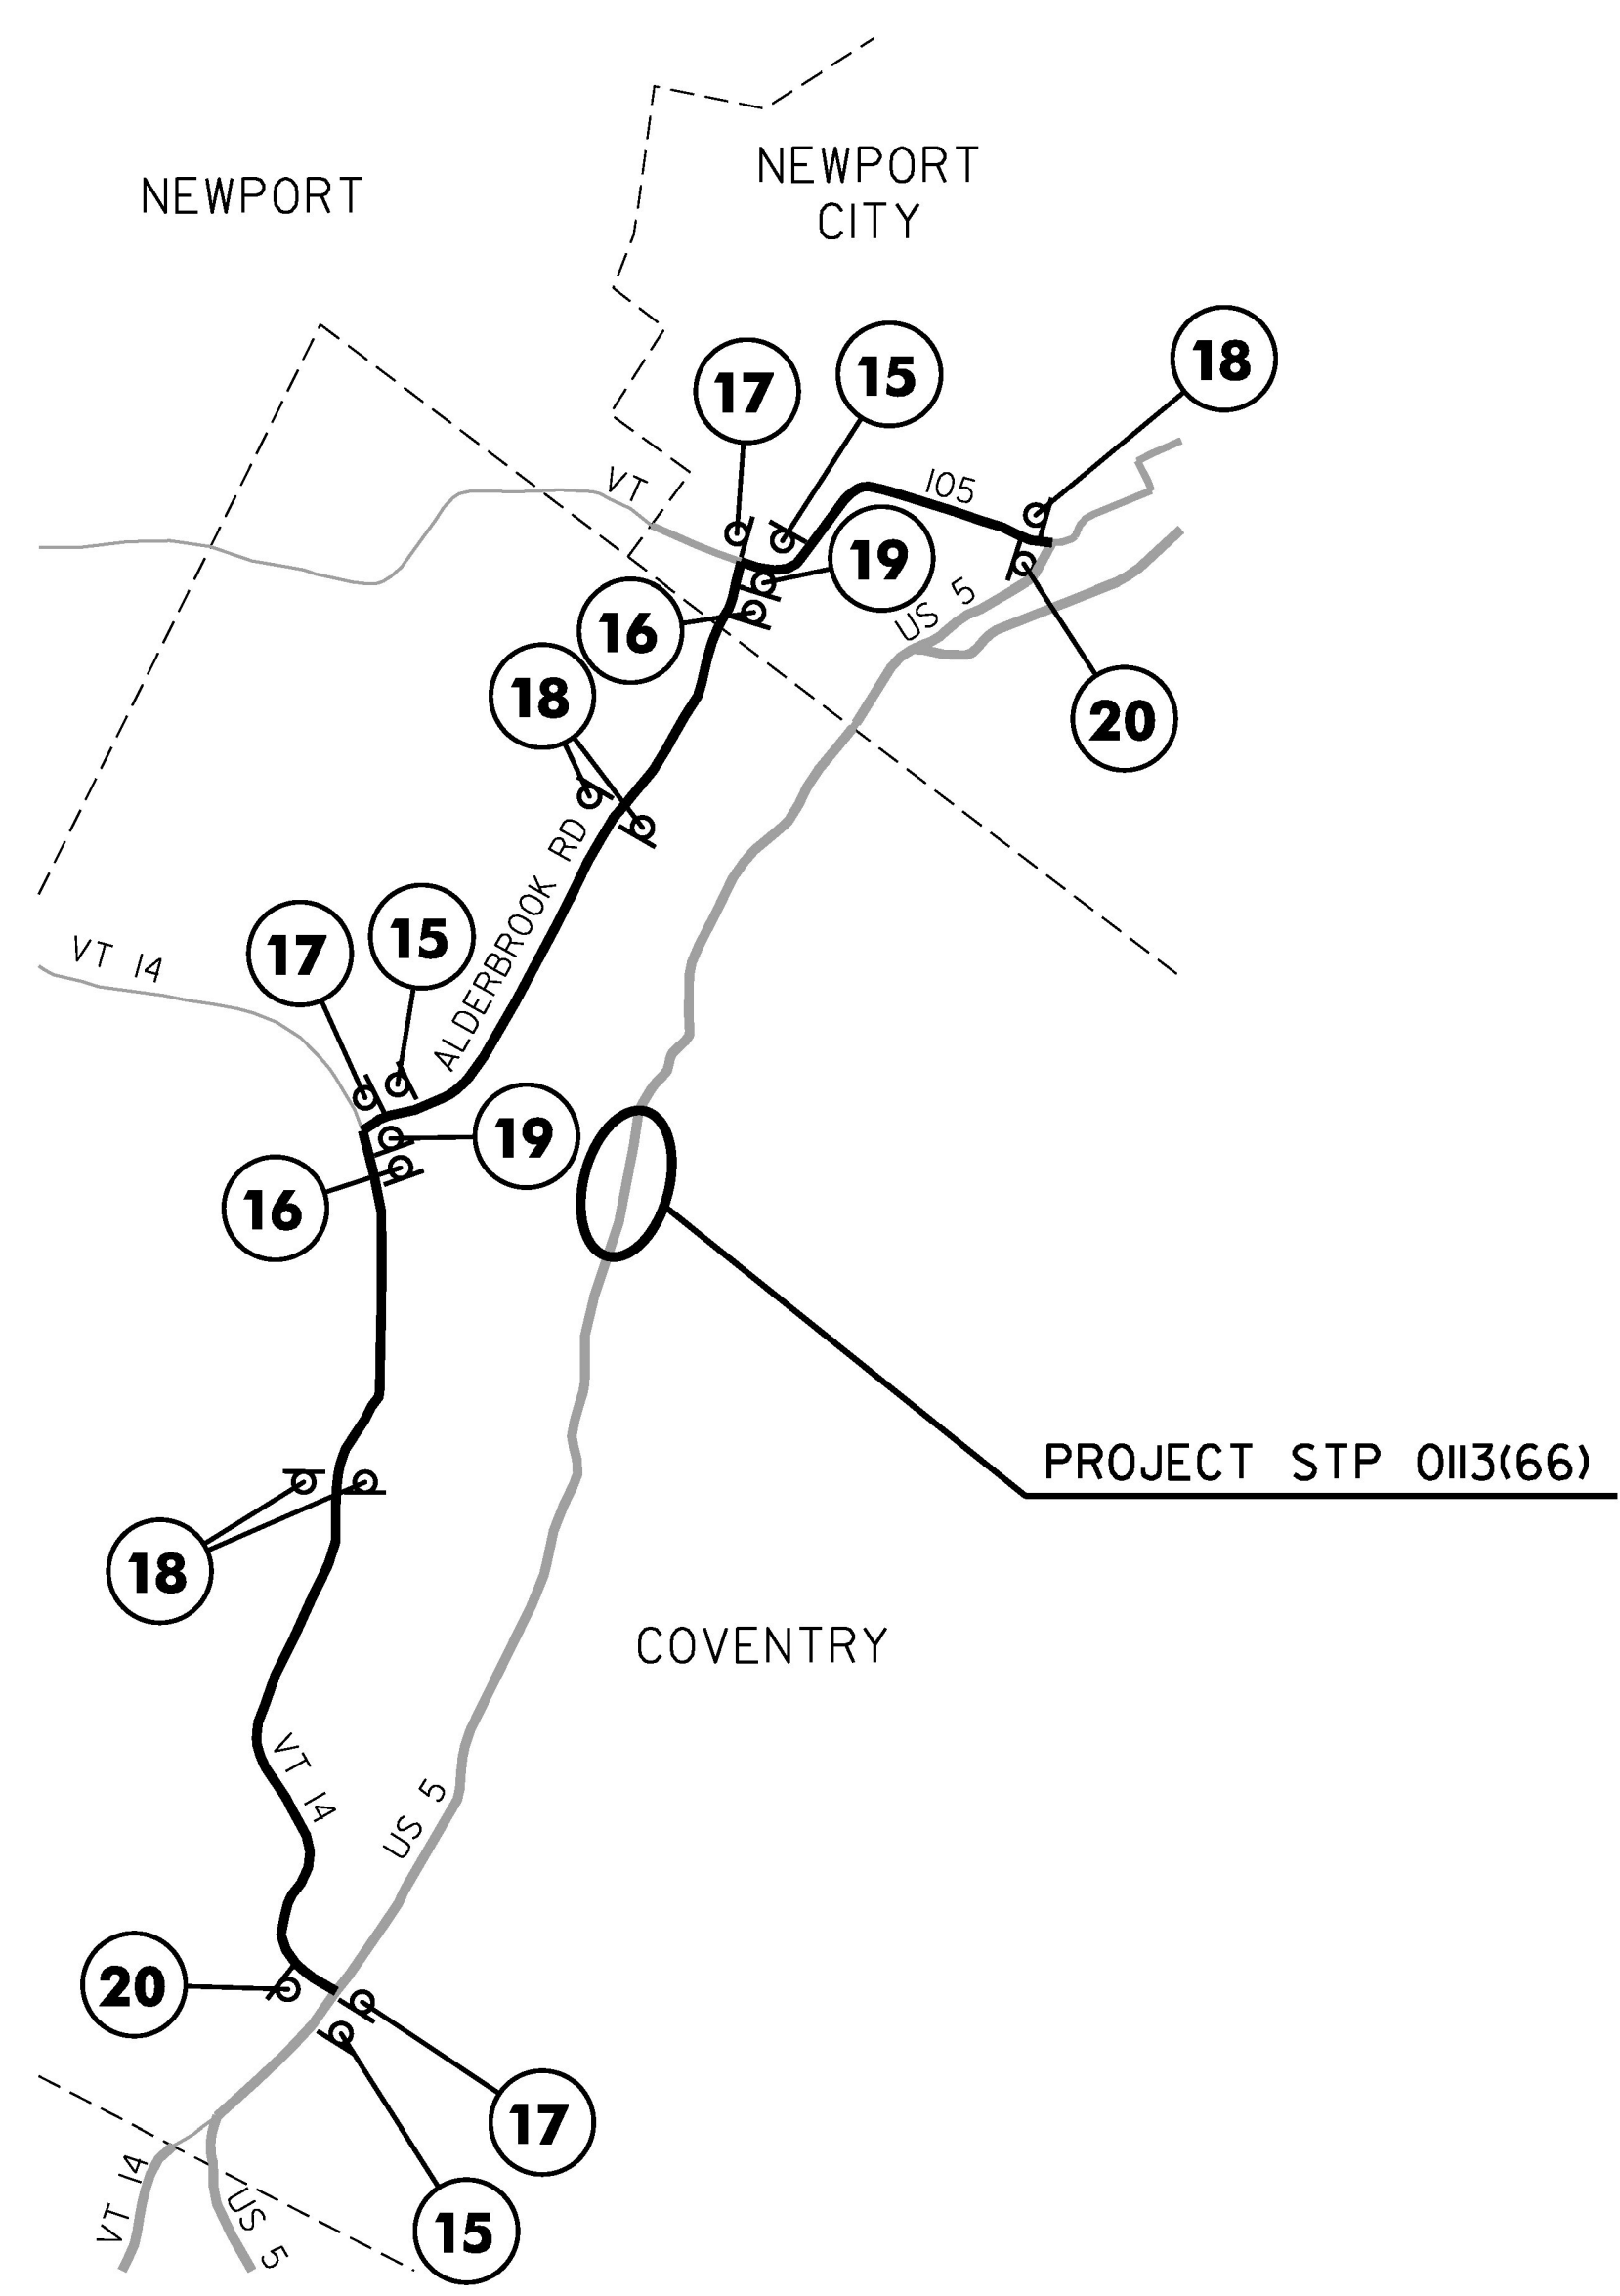 NEWPORT
NEWPORT
CITY
18
15
17
VT
105
19
US 5
16
18
20
ALDERBROOK RD
15
17
VT 14
19
16
PROJECT STP 0113(66)
18
COVENTRY
VT 14
US 5
20
17
VT 14
US 5
15